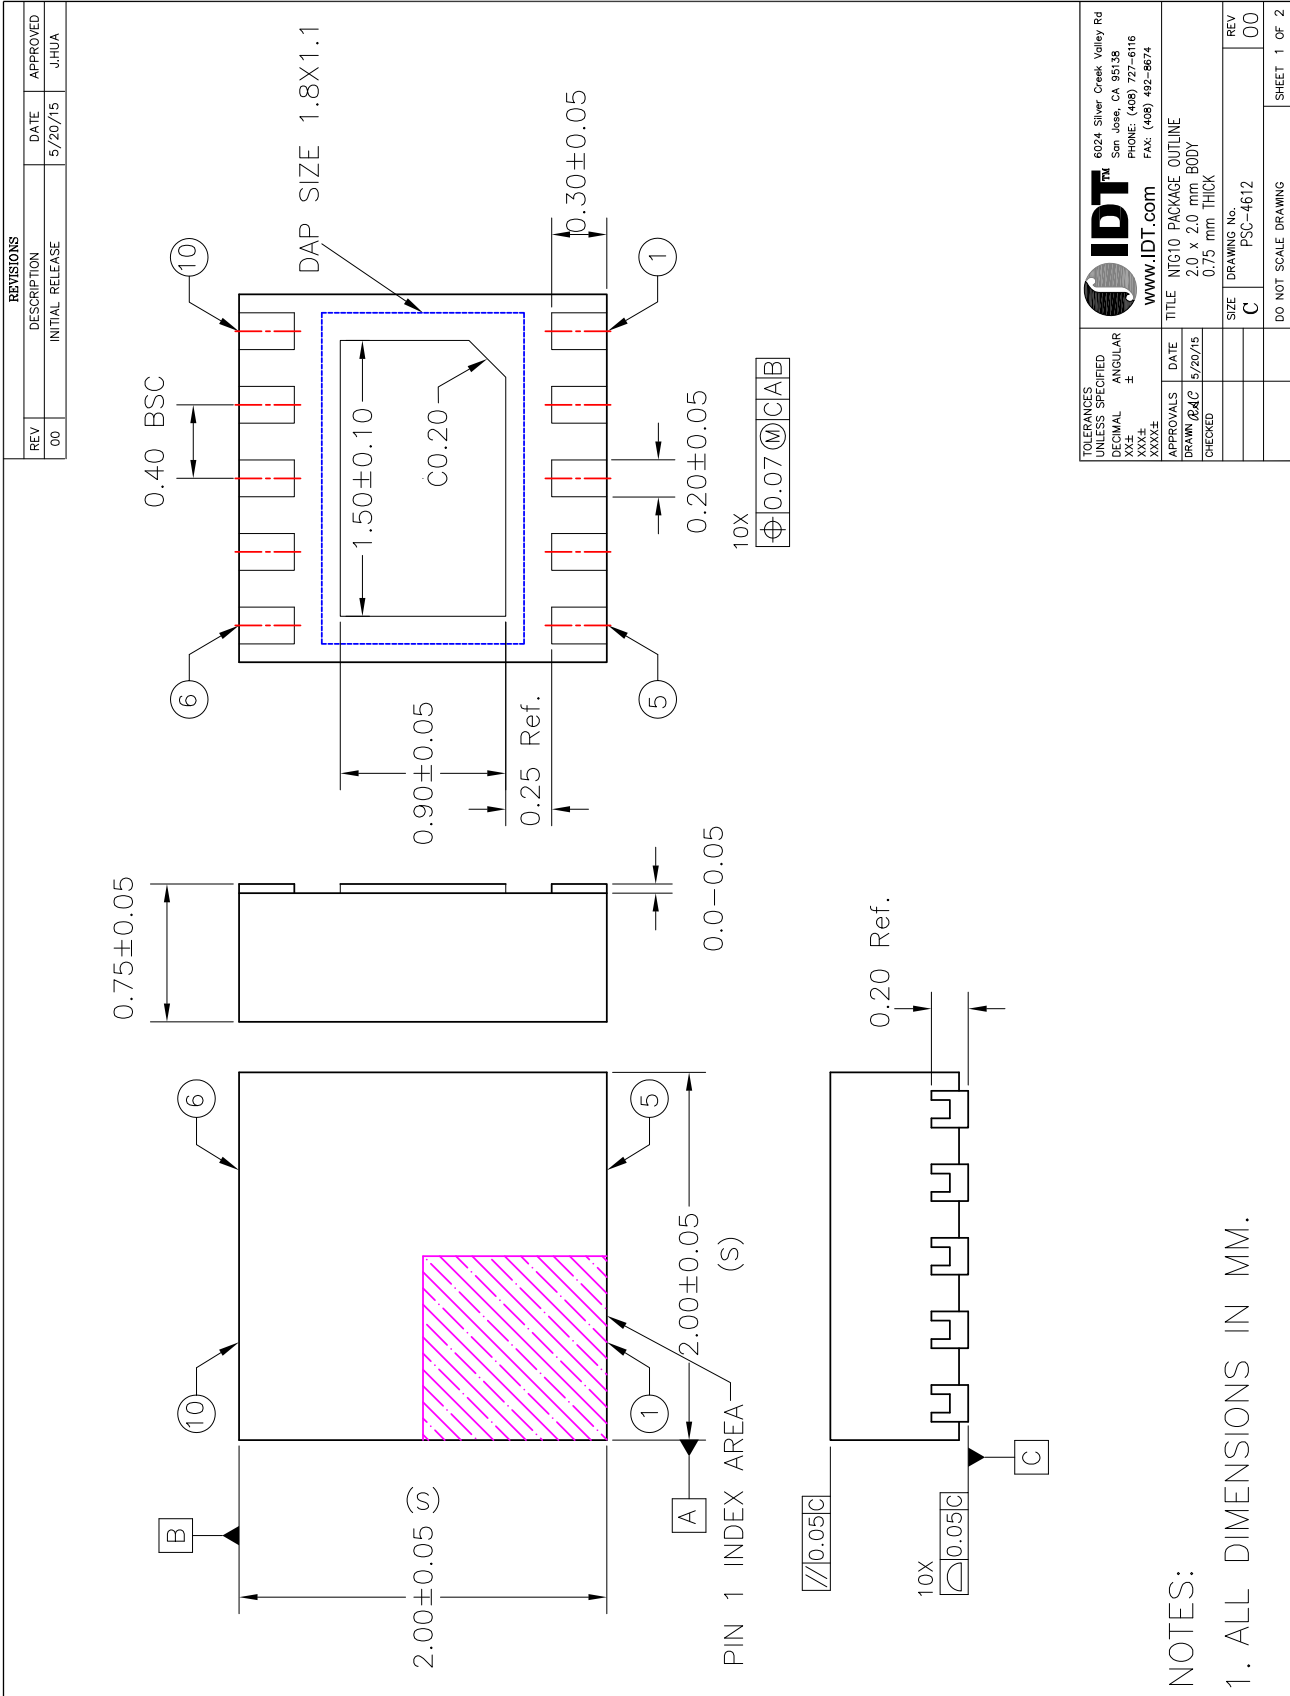 REVISIONS
REV DESCRIPTION DATE APPROVED
00 INITIAL RELEASE 5/20/15 J.HUA
B
2.00±0.05 (S)
10
6
1
5
A
2.00±0.05
(S)
PIN 1 INDEX AREA
0.75±0.05
0.0-0.05
6
10
0.40 BSC
DAP SIZE 1.8X1.1
1.50±0.10
C0.20
0.90±0.05
0.25 Ref.
0.30±0.05
5
1
0.20±0.05
10X
⌖ 0.07 Ⓜ C A B
// 0.05 C
10X
⌓ 0.05 C
C
0.20 Ref.
NOTES:
1. ALL DIMENSIONS IN MM.
TOLERANCES
UNLESS SPECIFIED
DECIMAL ANGULAR
XX± ±
XXX±
XXXX±
APPROVALS DATE
DRAWN 5/20/15
CHECKED
IDT™
www.IDT.com
6024 Silver Creek Valley Rd
San Jose, CA 95138
PHONE: (408) 727-6116
FAX: (408) 492-8674
TITLE NTG10 PACKAGE OUTLINE
2.0 x 2.0 mm BODY
0.75 mm THICK
SIZE DRAWING No. REV
C PSC-4612 00
DO NOT SCALE DRAWING SHEET 1 OF 2